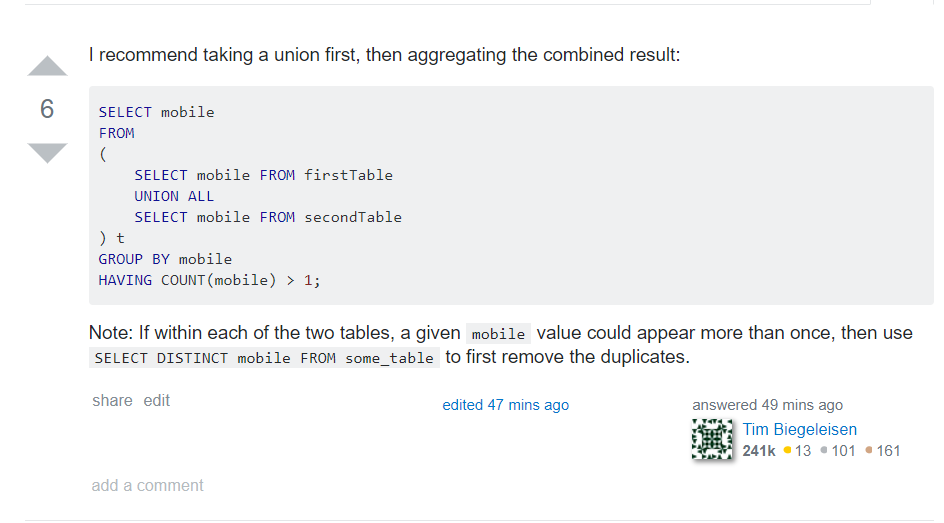 I recommend taking a union first, then aggregating the combined result:
6
SELECT mobile
FROM
(
    SELECT mobile FROM firstTable
    UNION ALL
    SELECT mobile FROM secondTable
) t
GROUP BY mobile
HAVING COUNT(mobile) > 1;
Note: If within each of the two tables, a given mobile value could appear more than once, then use
SELECT DISTINCT mobile FROM some_table to first remove the duplicates.
share edit
edited 47 mins ago
answered 49 mins ago
Tim Biegeleisen
241k 13 101 161
add a comment